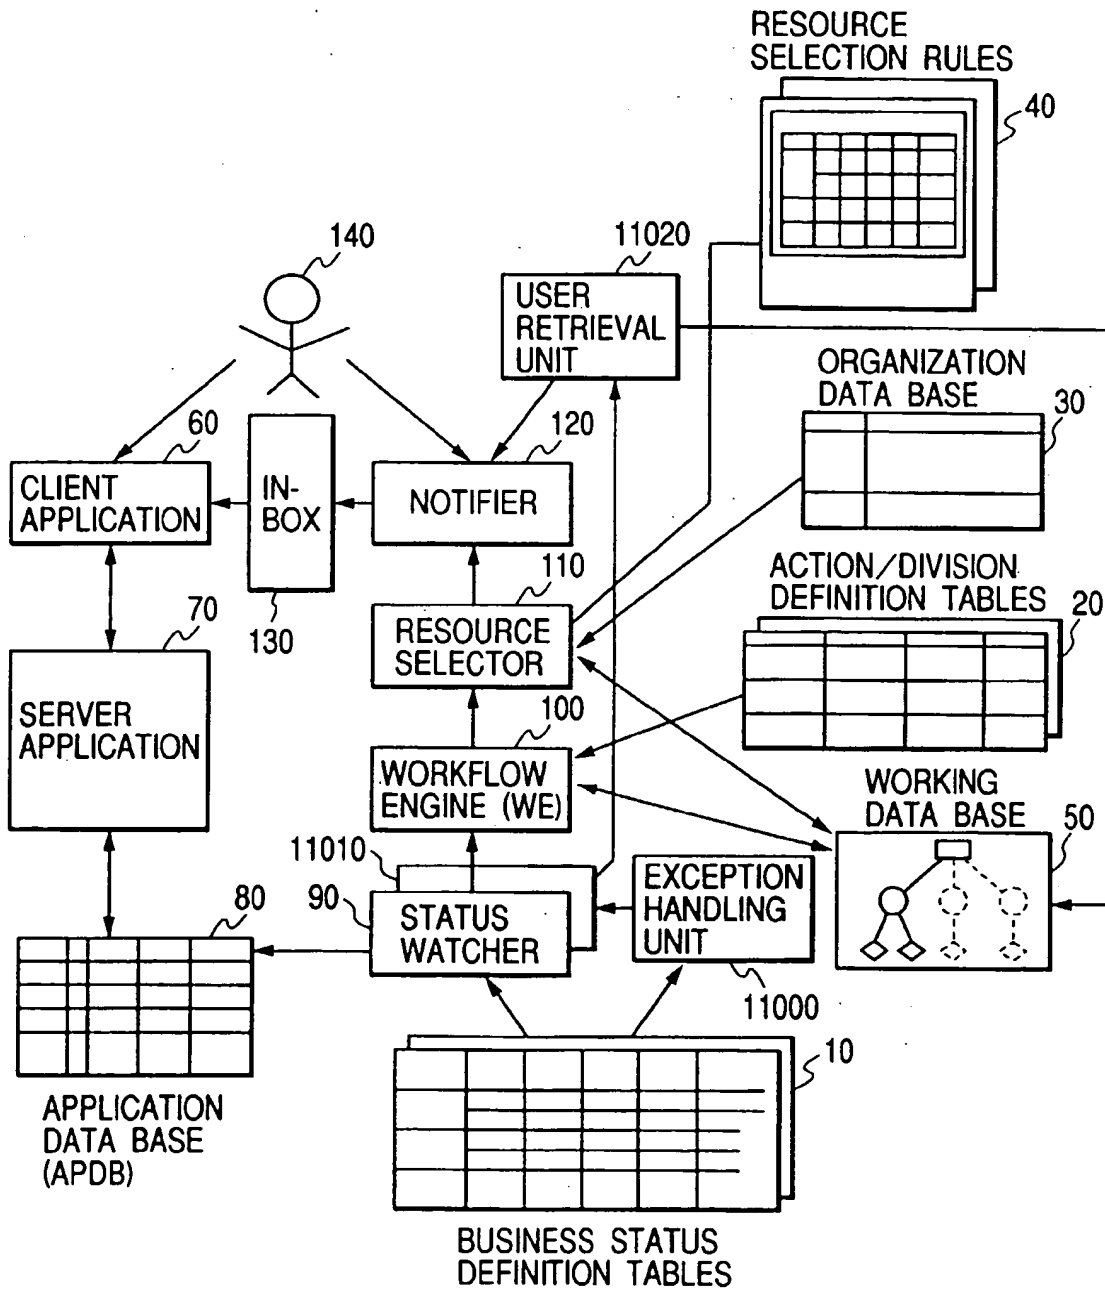 RESOURCE
SELECTION RULES
40
140
11020
USER
RETRIEVAL
UNIT
ORGANIZATION
DATA BASE
30
60
120
CLIENT
APPLICATION
IN-
BOX
NOTIFIER
110
ACTION/DIVISION
DEFINITION TABLES
20
130
70
RESOURCE
SELECTOR
SERVER
APPLICATION
100
WORKFLOW
ENGINE (WE)
WORKING
DATA BASE
50
11010
90
STATUS
WATCHER
EXCEPTION
HANDLING
UNIT
80
11000
10
APPLICATION
DATA BASE
(APDB)
BUSINESS STATUS
DEFINITION TABLES